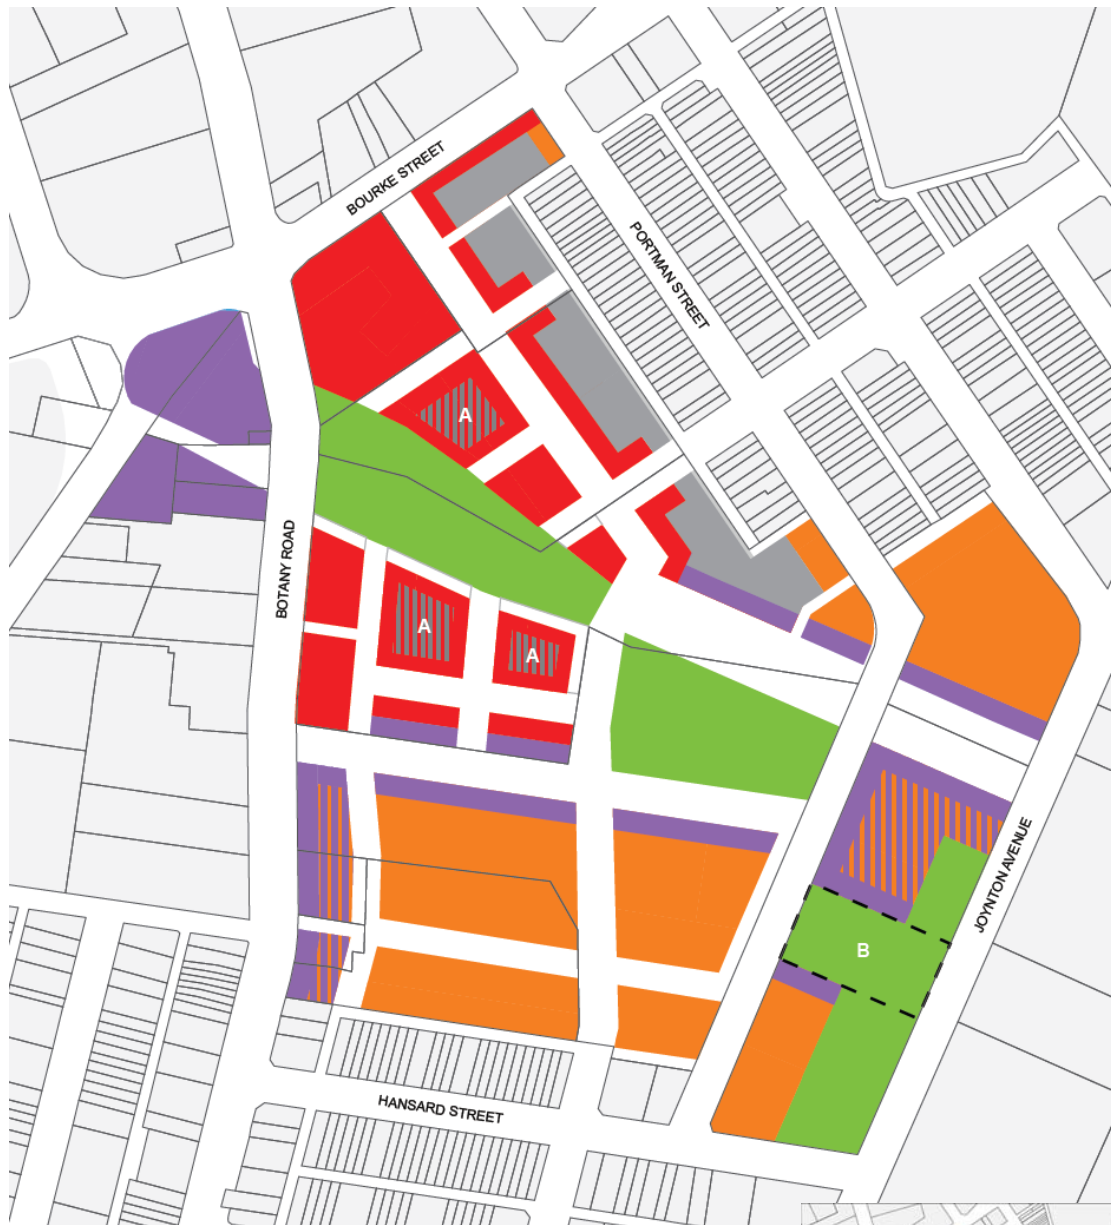 BOURKE STREET
PORTMAN STREET
A
BOTANY ROAD
A
A
JOYNTON AVENUE
B
HANSARD STREET